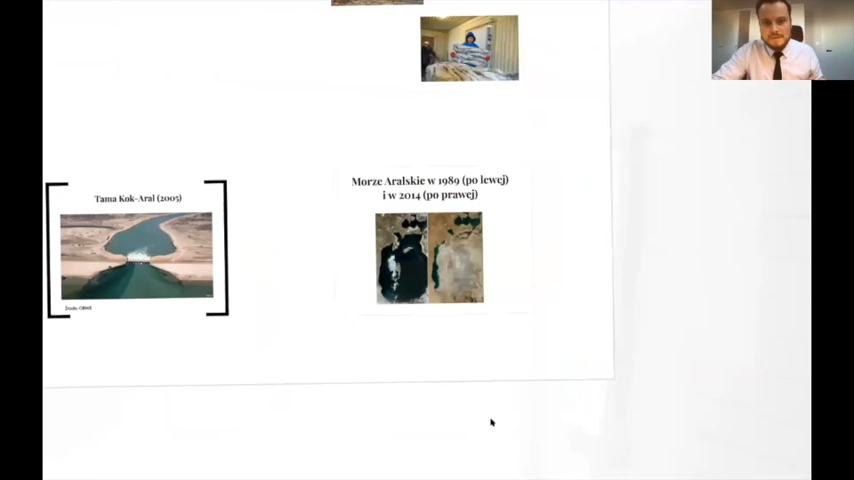 Morze Aralskie w 1989 (po lewej)
i w 2014 (po prawej)
Tama Kok-Aral (2005)